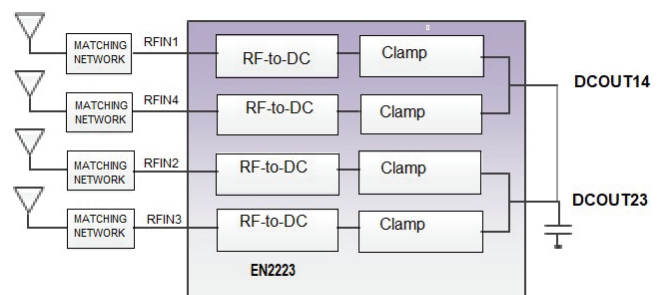 MATCHING
NETWORK
RFIN1
RF-to-DC
Clamp
DCOUT14
MATCHING
NETWORK
RFIN4
RF-to-DC
Clamp
MATCHING
NETWORK
RFIN2
RF-to-DC
Clamp
DCOUT23
MATCHING
NETWORK
RFIN3
RF-to-DC
Clamp
EN2223